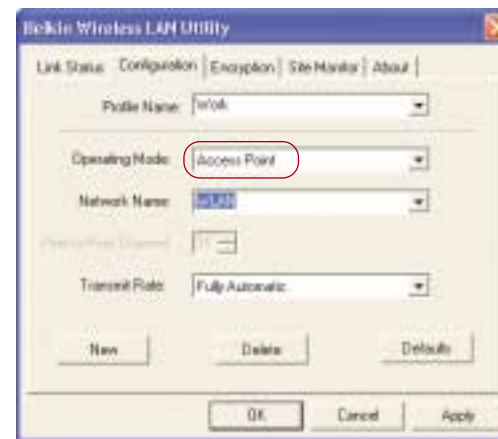 Belkin Wireless LAN Utility
Link Status Configuration Encryption Site Monitor About
Profile Name: Work
Operating Mode: Access Point
Network Name: WLAN
Transmit Rate: Fully Automatic
New Delete Defaults
OK Cancel Apply